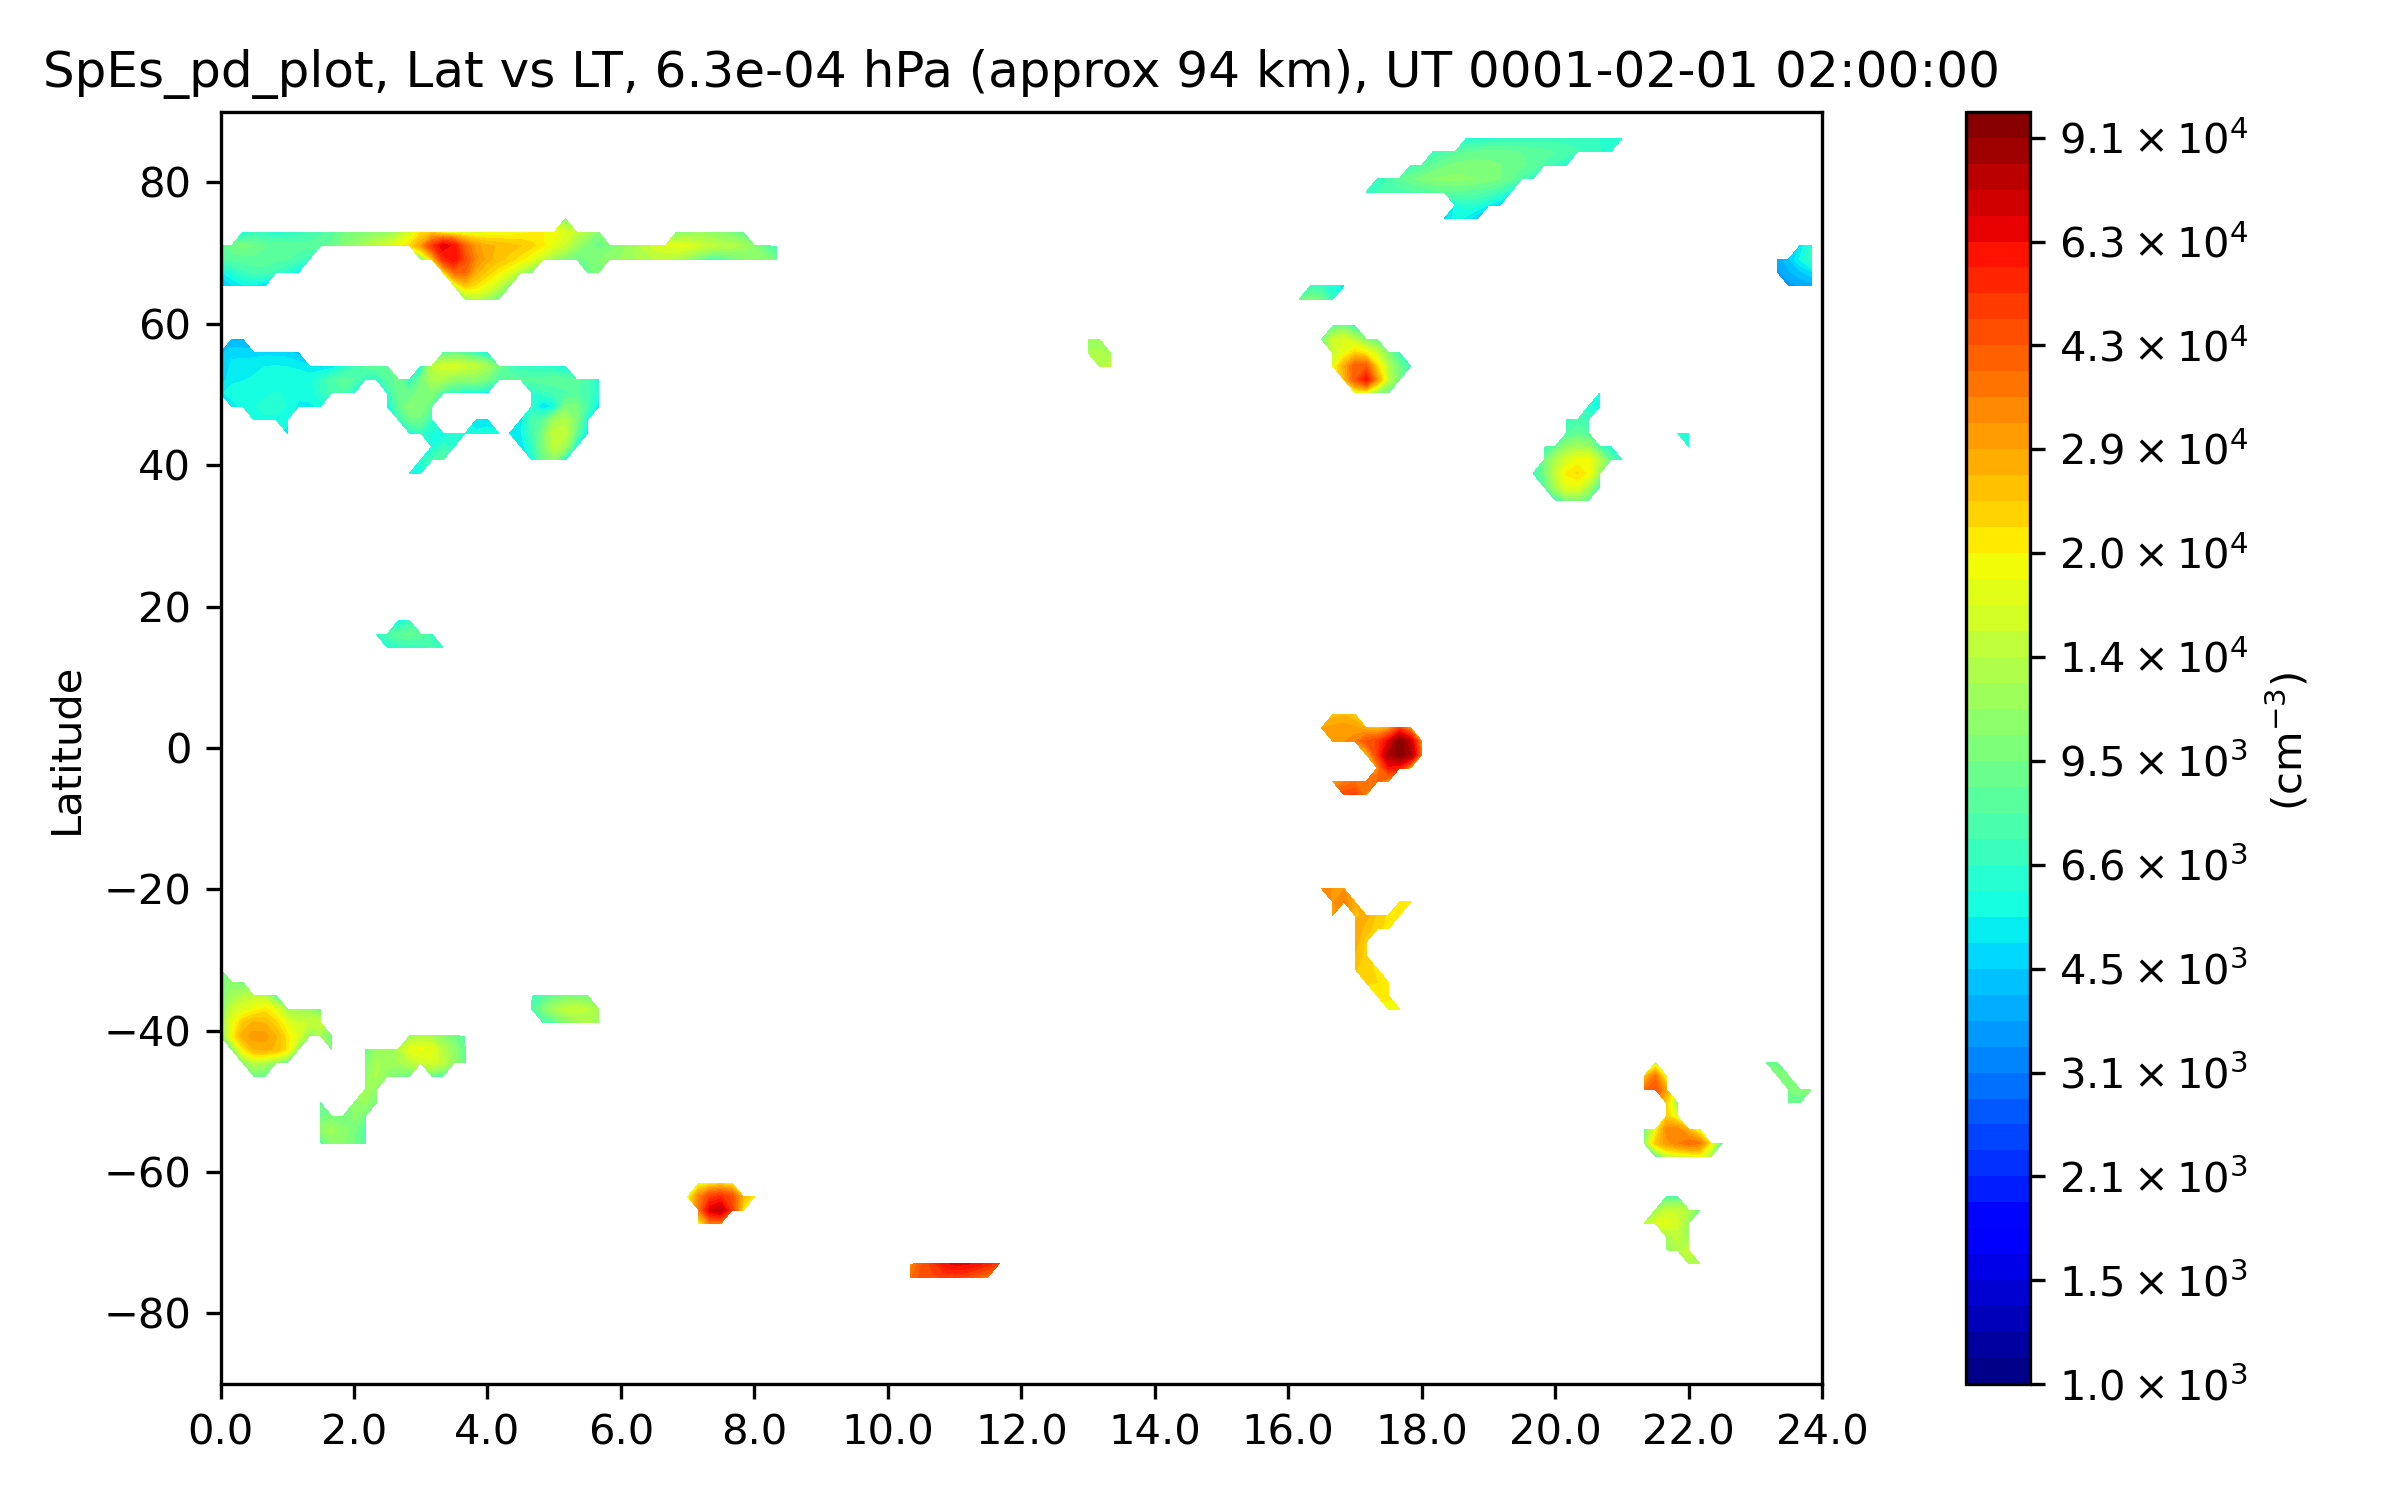 SpEs_pd_plot, Lat vs LT, 6.3e-04 hPa (approx 94 km), UT 0001-02-01 02:00:00
Latitude
80
60
40
20
0
−20
−40
−60
−80
0.0 2.0 4.0 6.0 8.0 10.0 12.0 14.0 16.0 18.0 20.0 22.0 24.0
9.1 × 10⁴
6.3 × 10⁴
4.3 × 10⁴
2.9 × 10⁴
2.0 × 10⁴
1.4 × 10⁴
9.5 × 10³
6.6 × 10³
4.5 × 10³
3.1 × 10³
2.1 × 10³
1.5 × 10³
1.0 × 10³
(cm⁻³)